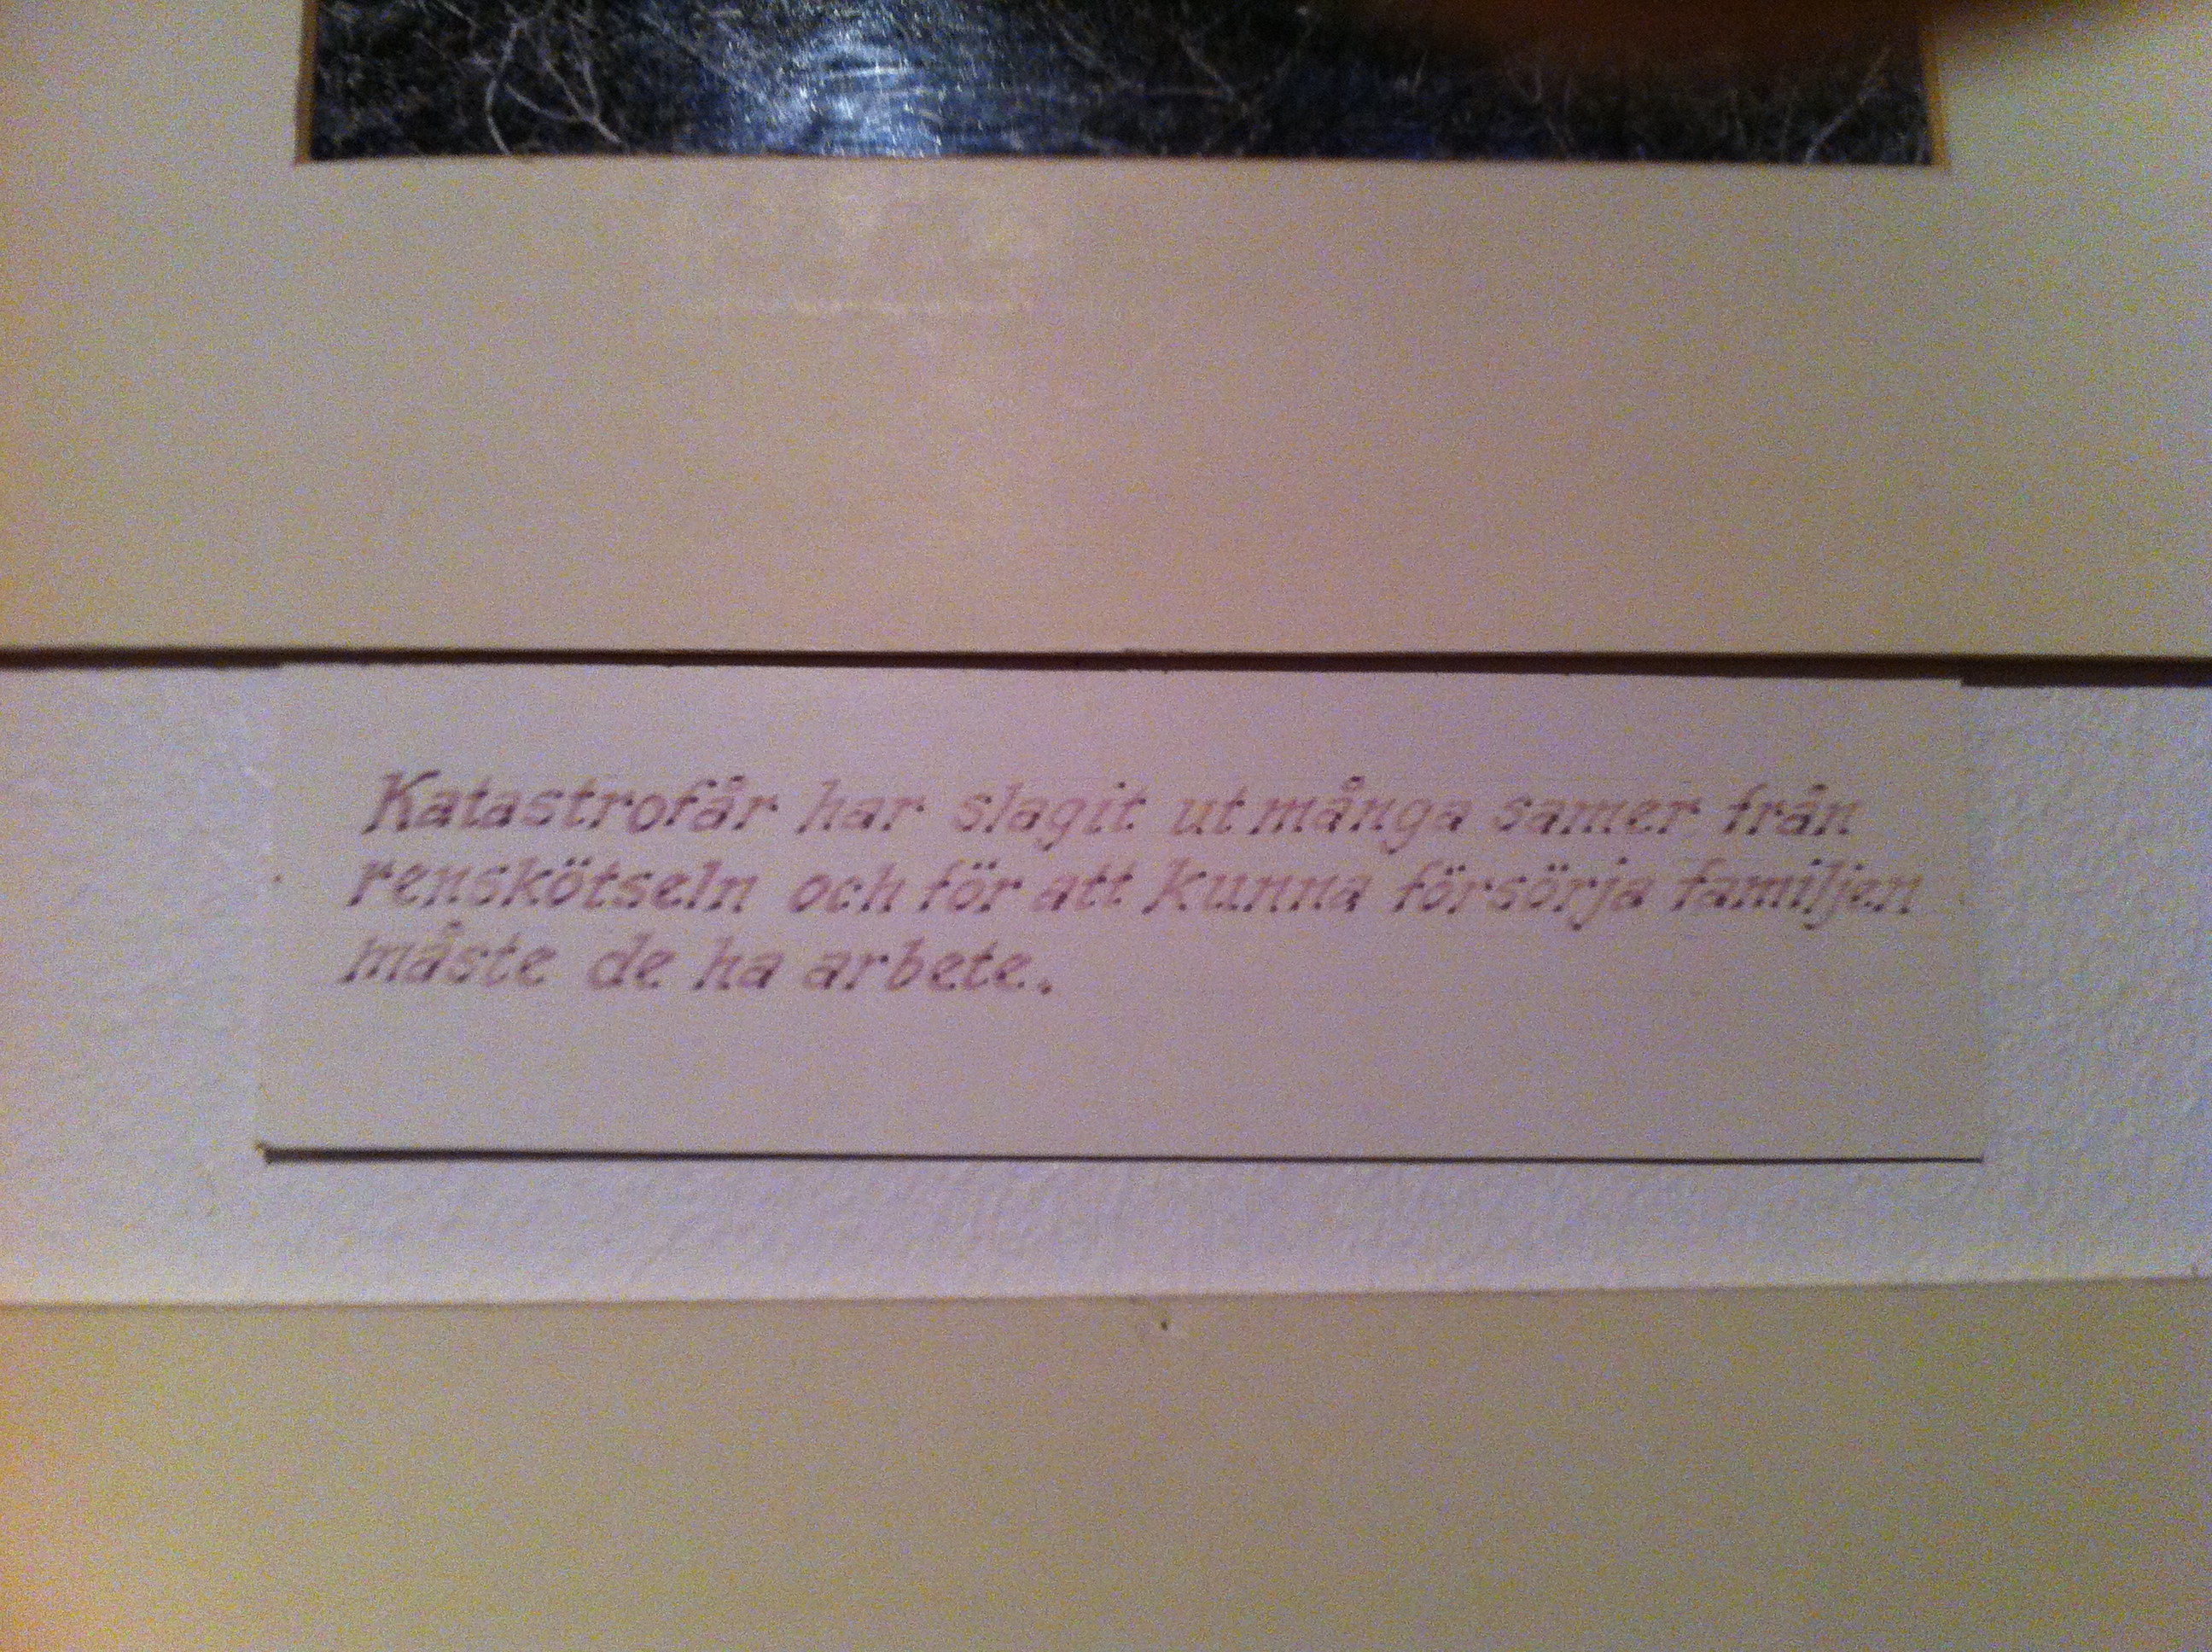 Katastrofår har slagit ut många samer från
renskötseln och för att kunna försörja familjen
måste de ha arbete.